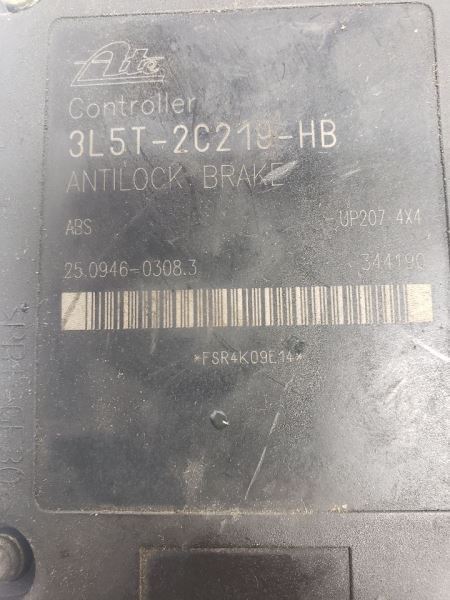 Ate
Controller
3L5T-2C219-HB
ANTILOCK BRAKE
ABS UP207 4X4
25.0946-0308.3 344190
*FSR4K09E14*